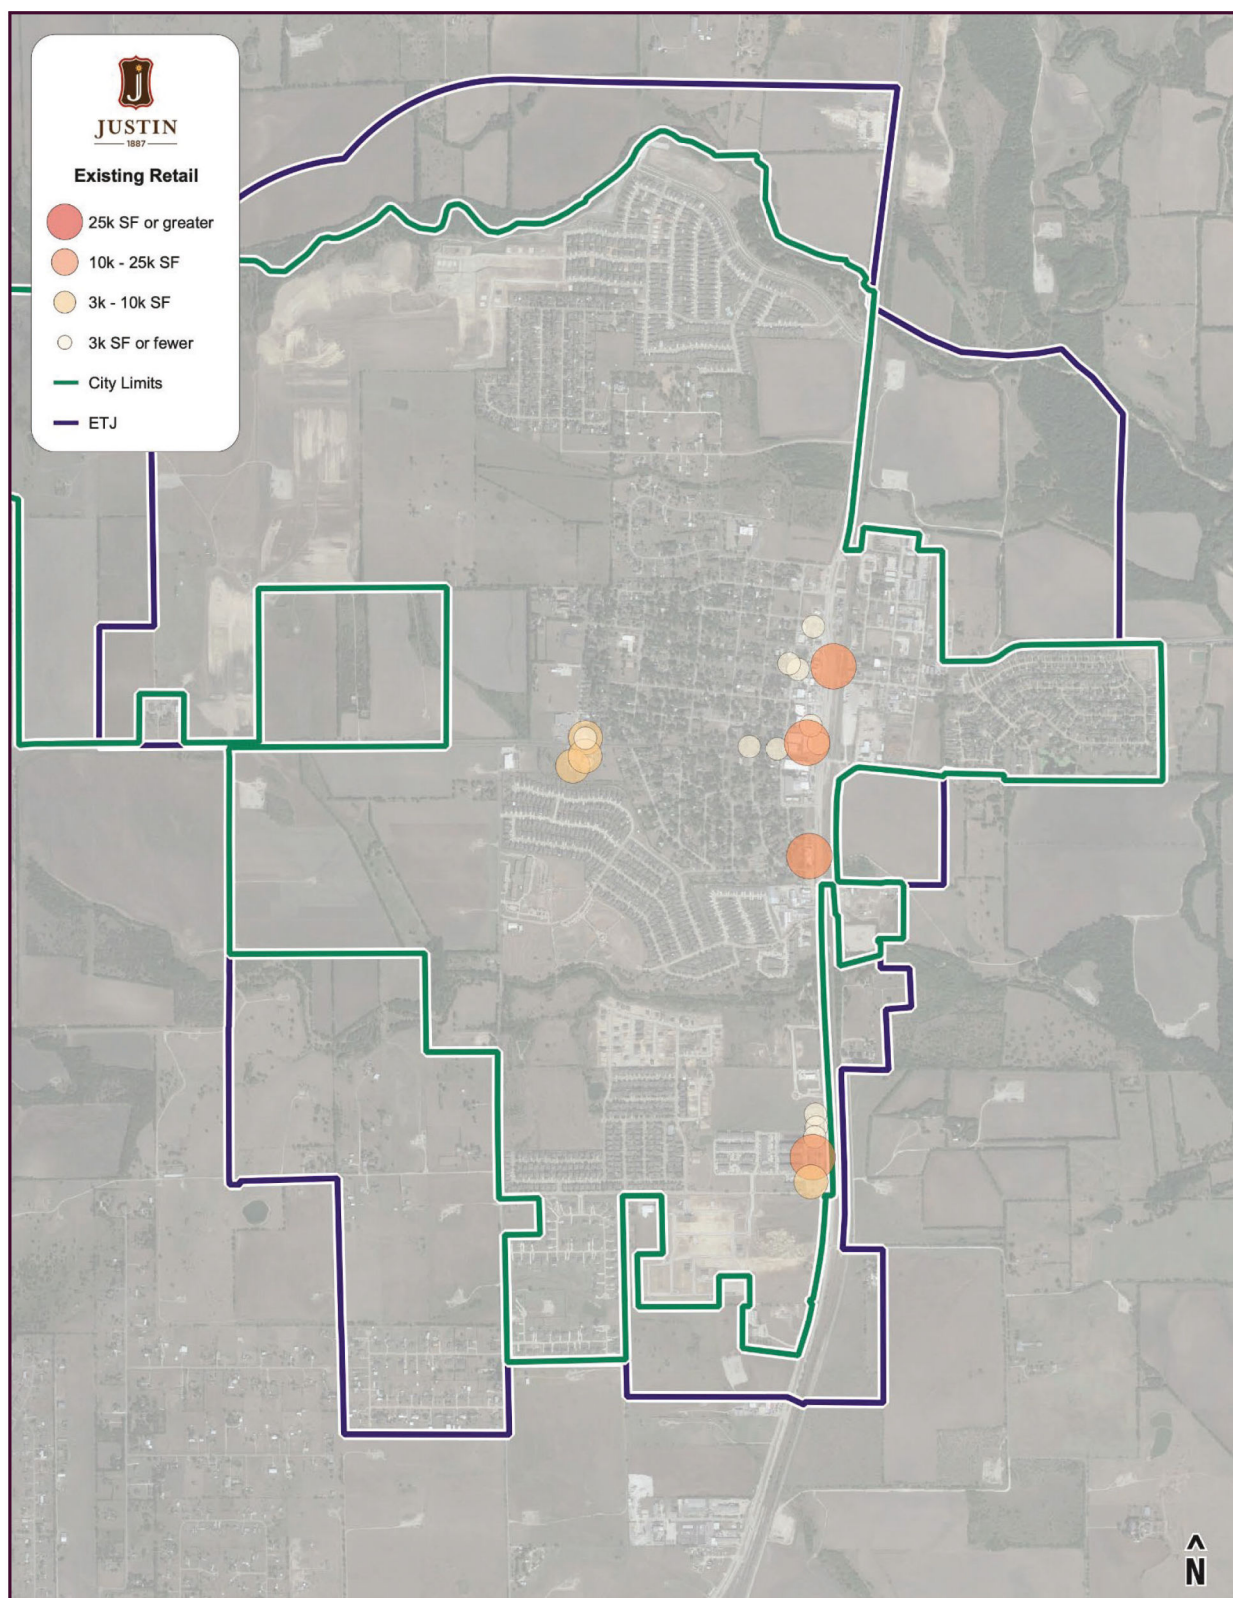 J
JUSTIN
1887
Existing Retail
25k SF or greater
10k - 25k SF
3k - 10k SF
3k SF or fewer
City Limits
ETJ
N